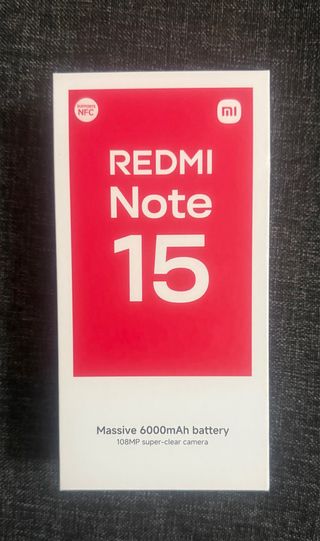 SUPPORTS
NFC
mi
REDMI
Note
15
Massive 6000mAh battery
108MP super-clear camera